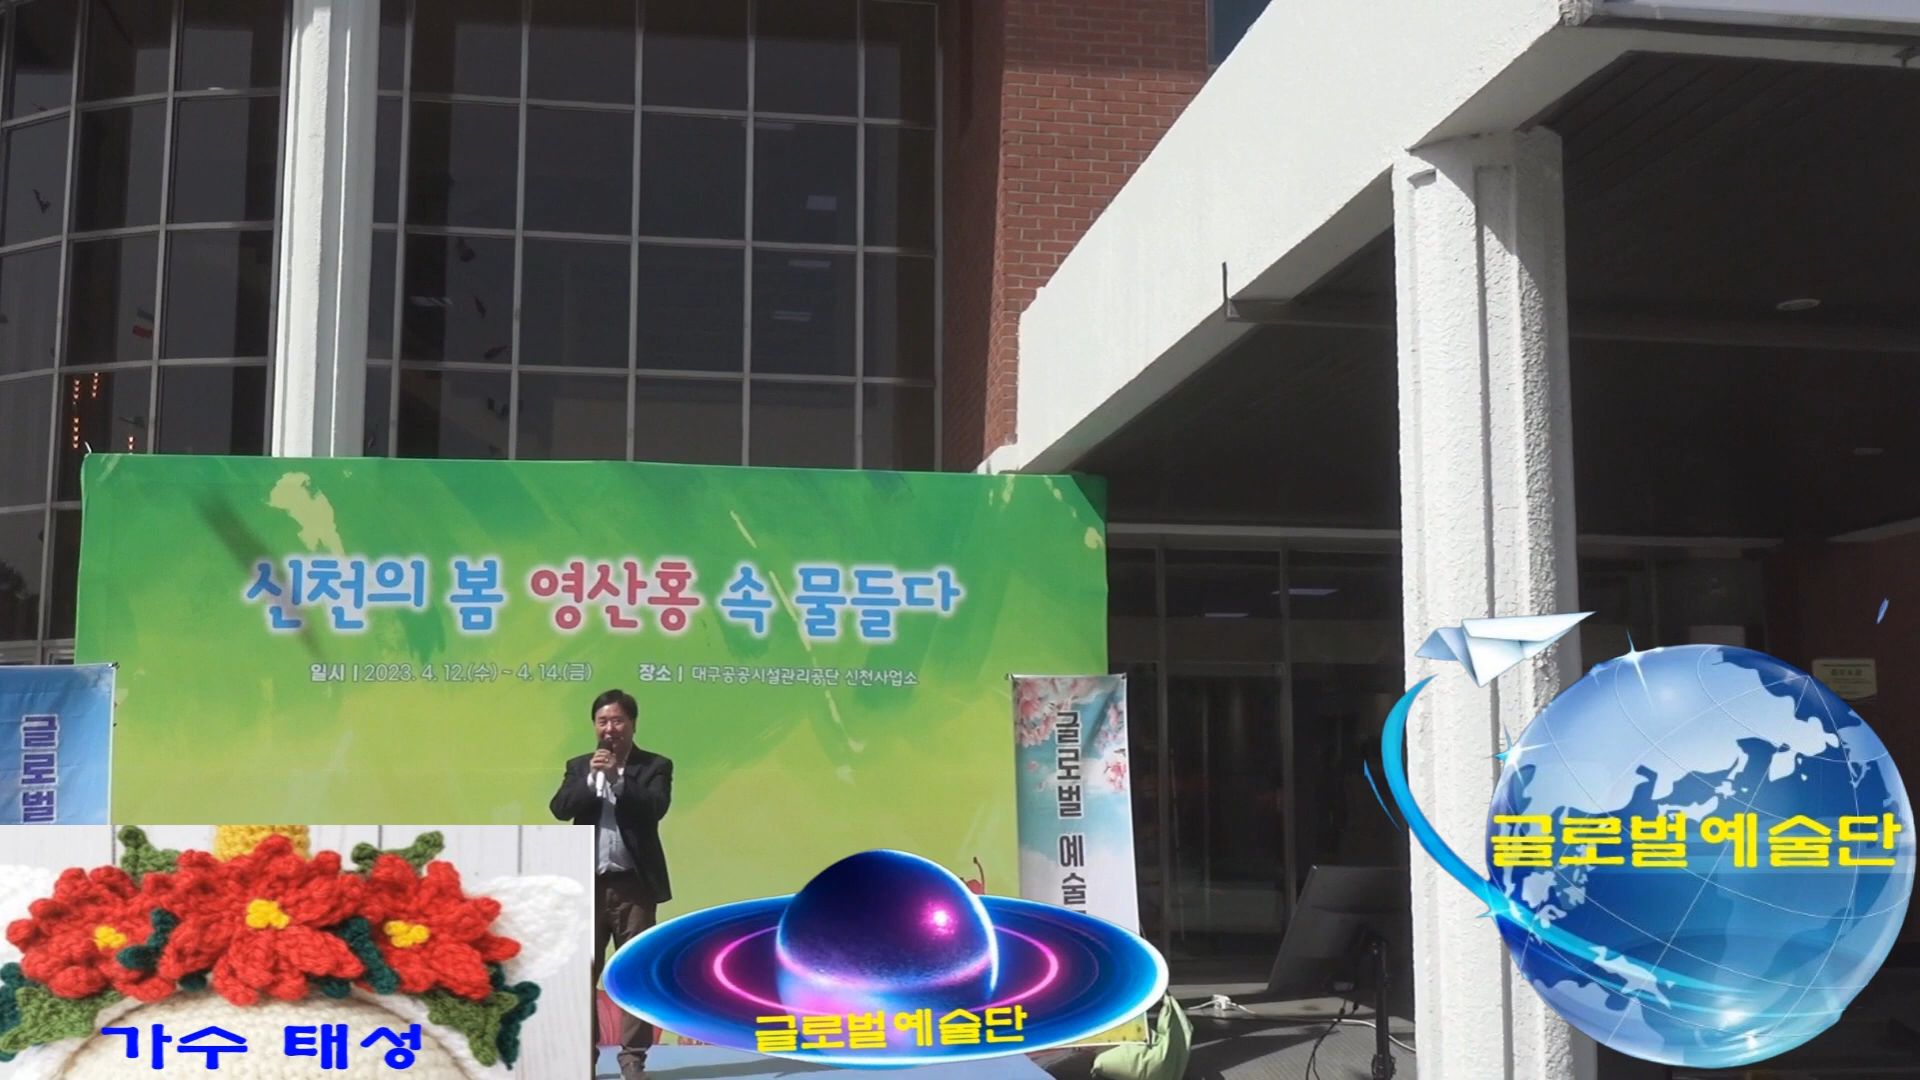 신천의 봄 영산홍 속 물들다
일시 | 2023. 4. 12.(수) ~ 4. 14.(금) 장소 | 대구공공시설관리공단 신천사업소
글로벌
글로벌 예술
글로벌예술단
글로벌예술단
가수 태성